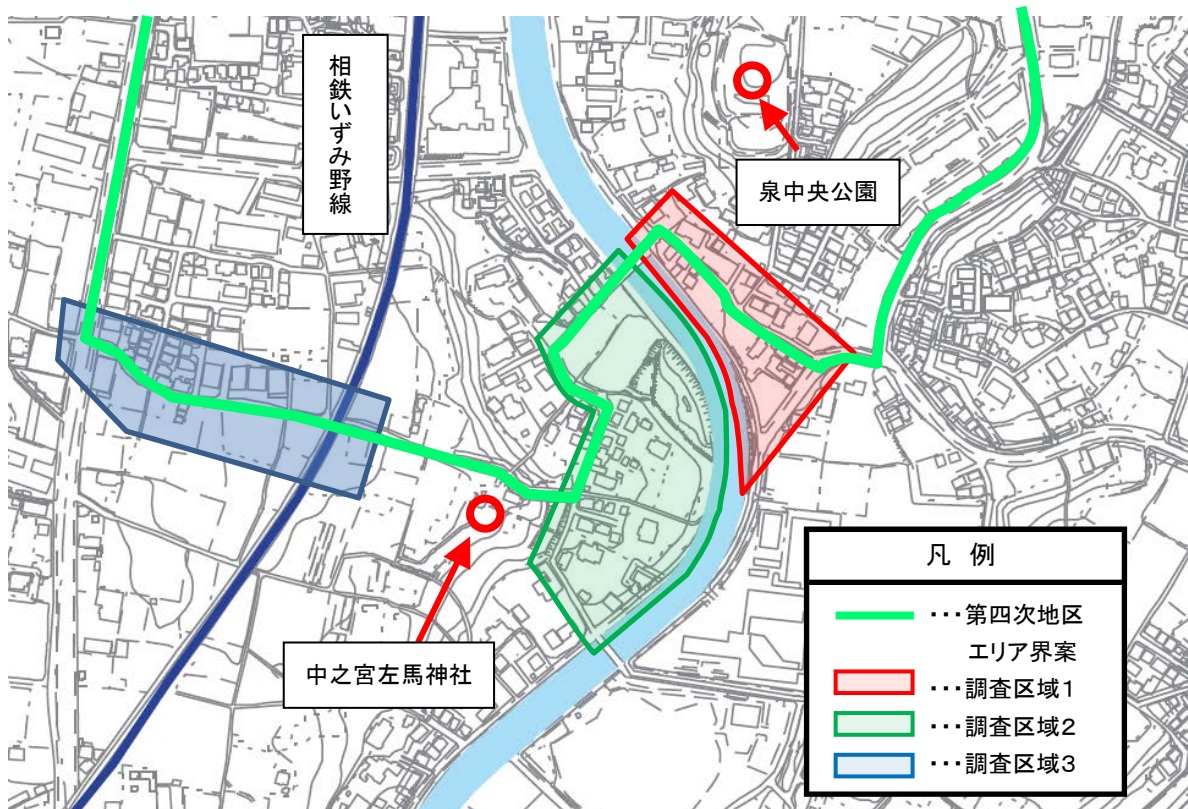 相鉄いずみ野線
泉中央公園
中之宮左馬神社
凡 例
･･･第四次地区
エリア界案
･･･調査区域1
･･･調査区域2
･･･調査区域3